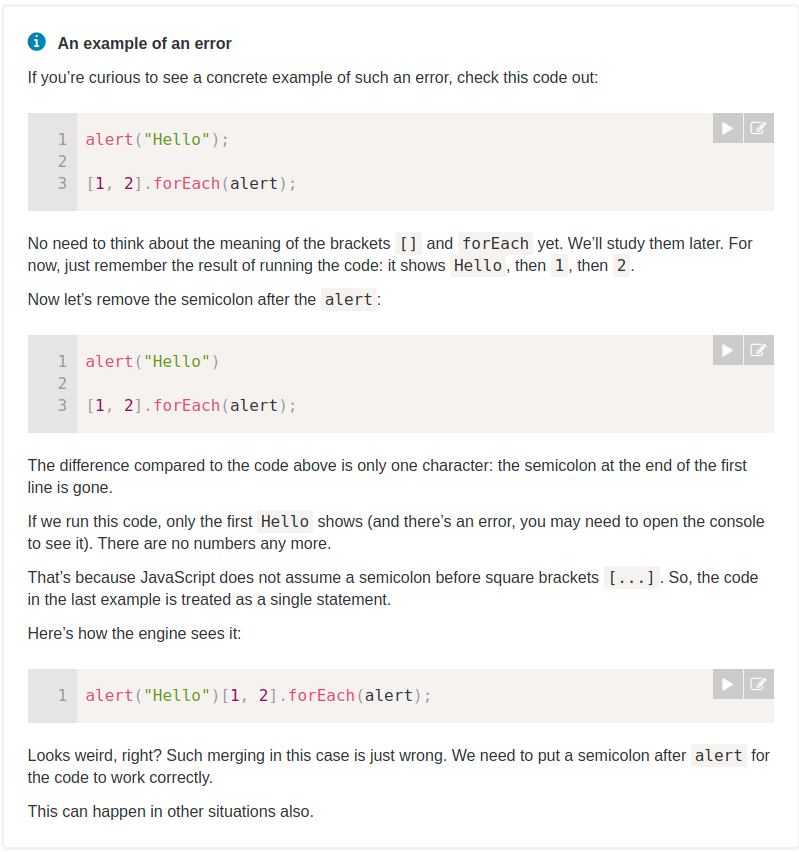 An example of an error
If you’re curious to see a concrete example of such an error, check this code out:
1 alert("Hello");
2
3 [1, 2].forEach(alert);
No need to think about the meaning of the brackets [] and forEach yet. We’ll study them later. For
now, just remember the result of running the code: it shows Hello, then 1, then 2.
Now let’s remove the semicolon after the alert:
1 alert("Hello")
2
3 [1, 2].forEach(alert);
The difference compared to the code above is only one character: the semicolon at the end of the first
line is gone.
If we run this code, only the first Hello shows (and there’s an error, you may need to open the console
to see it). There are no numbers any more.
That’s because JavaScript does not assume a semicolon before square brackets [...]. So, the code
in the last example is treated as a single statement.
Here’s how the engine sees it:
1 alert("Hello")[1, 2].forEach(alert);
Looks weird, right? Such merging in this case is just wrong. We need to put a semicolon after alert for
the code to work correctly.
This can happen in other situations also.